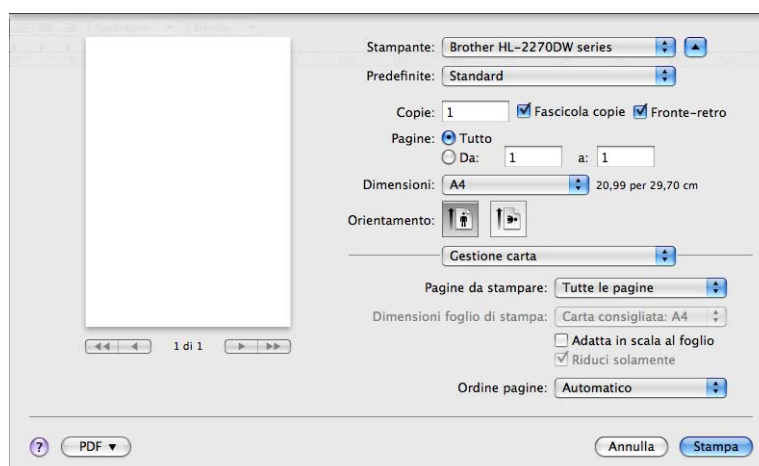 Stampante: Brother HL-2270DW series
Predefinite: Standard
Copie: 1 Fascicola copie Fronte-retro
Pagine: Tutto
Da: 1 a: 1
Dimensioni: A4 20,99 per 29,70 cm
Orientamento:
Gestione carta
Pagine da stampare: Tutte le pagine
Dimensioni foglio di stampa: Carta consigliata: A4
Adatta in scala al foglio
Riduci solamente
1 di 1
Ordine pagine: Automatico
? PDF Annulla Stampa